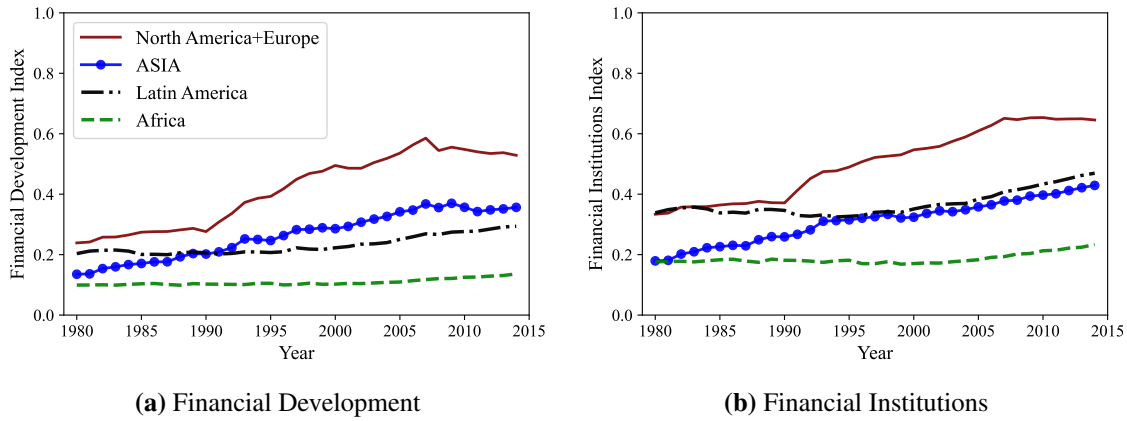 1.0
0.8
0.6
0.4
0.2
0.0
Financial Development Index
North America+Europe
ASIA
Latin America
Africa
1980 1985 1990 1995 2000 2005 2010 2015
Year
(a) Financial Development
1.0
0.8
0.6
0.4
0.2
0.0
Financial Institutions Index
1980 1985 1990 1995 2000 2005 2010 2015
Year
(b) Financial Institutions